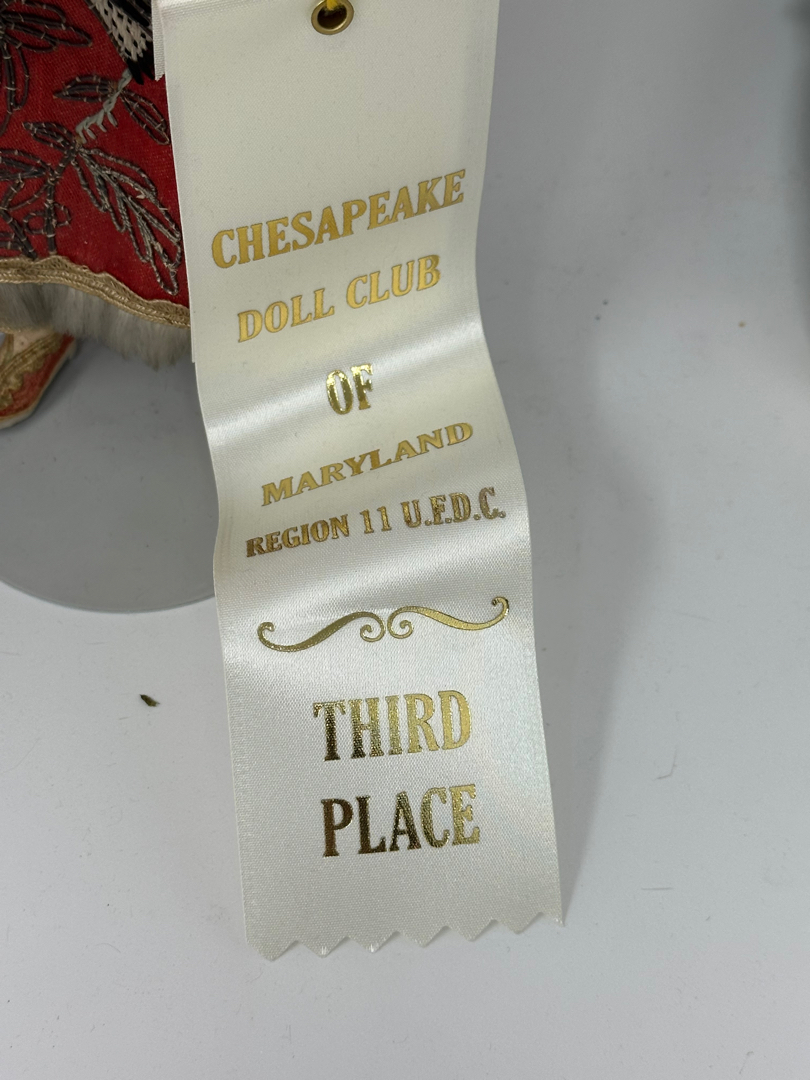 CHESAPEAKE
DOLL CLUB
OF
MARYLAND
REGION 11 U.F.D.C.
THIRD
PLACE